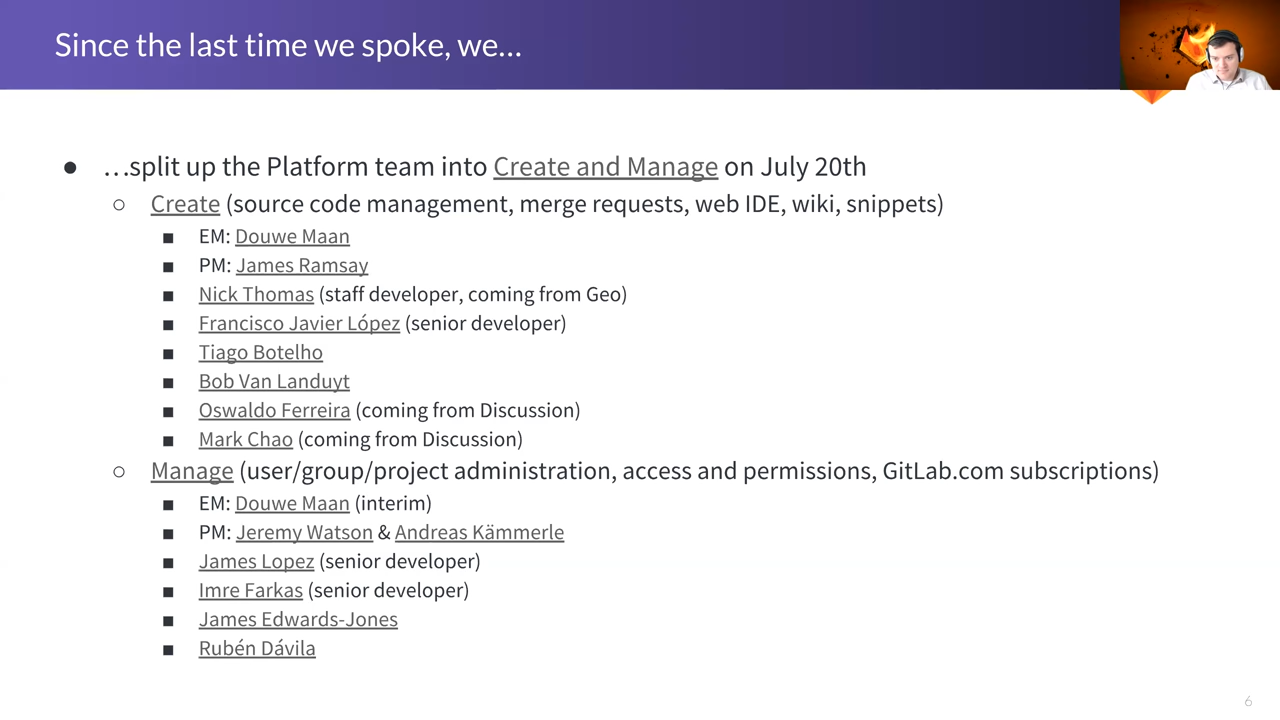 Since the last time we spoke, we…
● …split up the Platform team into Create and Manage on July 20th
○ Create (source code management, merge requests, web IDE, wiki, snippets)
■ EM: Douwe Maan
■ PM: James Ramsay
■ Nick Thomas (staff developer, coming from Geo)
■ Francisco Javier López (senior developer)
■ Tiago Botelho
■ Bob Van Landuyt
■ Oswaldo Ferreira (coming from Discussion)
■ Mark Chao (coming from Discussion)
○ Manage (user/group/project administration, access and permissions, GitLab.com subscriptions)
■ EM: Douwe Maan (interim)
■ PM: Jeremy Watson & Andreas Kämmerle
■ James Lopez (senior developer)
■ Imre Farkas (senior developer)
■ James Edwards-Jones
■ Rubén Dávila
6